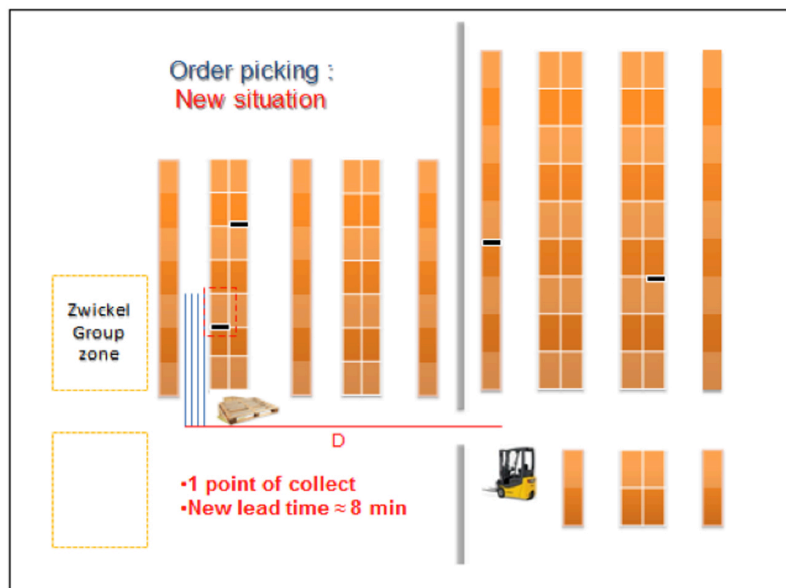 Order picking :
New situation
Zwickel
Group
zone
D
•1 point of collect
•New lead time ≈ 8 min